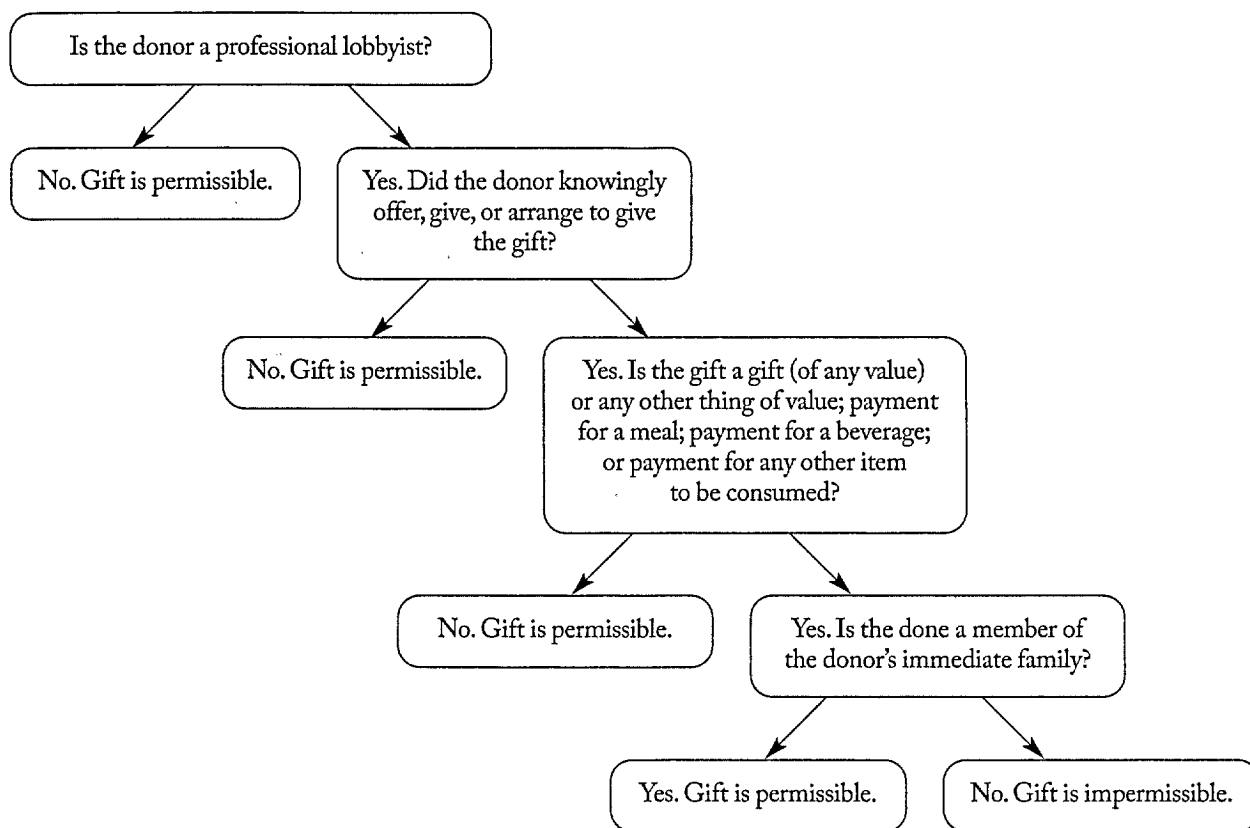 Is the donor a professional lobbyist?
No. Gift is permissible.
Yes. Did the donor knowingly
offer, give, or arrange to give
the gift?
No. Gift is permissible.
Yes. Is the gift a gift (of any value)
or any other thing of value; payment
for a meal; payment for a beverage;
or payment for any other item
to be consumed?
No. Gift is permissible.
Yes. Is the done a member of
the donor's immediate family?
Yes. Gift is permissible.
No. Gift is impermissible.